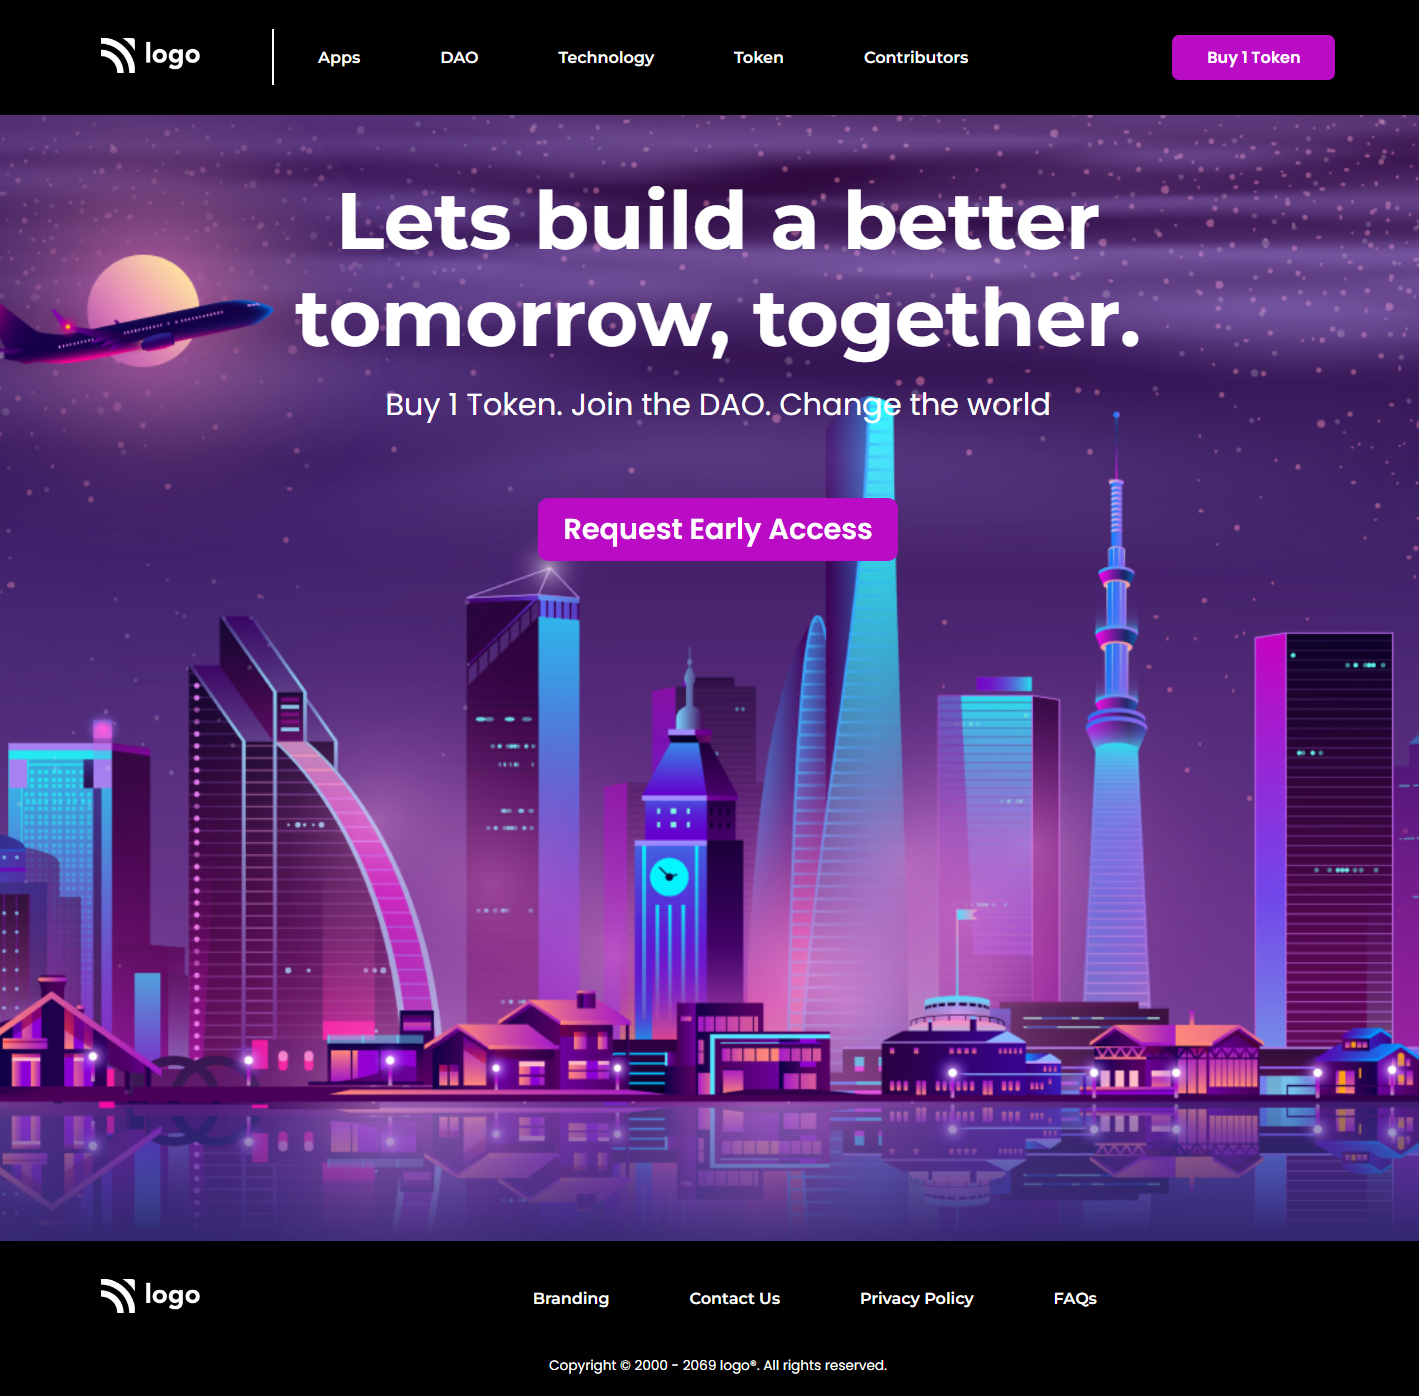 logo
Apps
DAO
Technology
Token
Contributors
Buy 1 Token
Lets build a better
tomorrow, together.
Buy 1 Token. Join the DAO. Change the world
Request Early Access
logo
Branding
Contact Us
Privacy Policy
FAQs
Copyright © 2000 - 2069 logo®. All rights reserved.